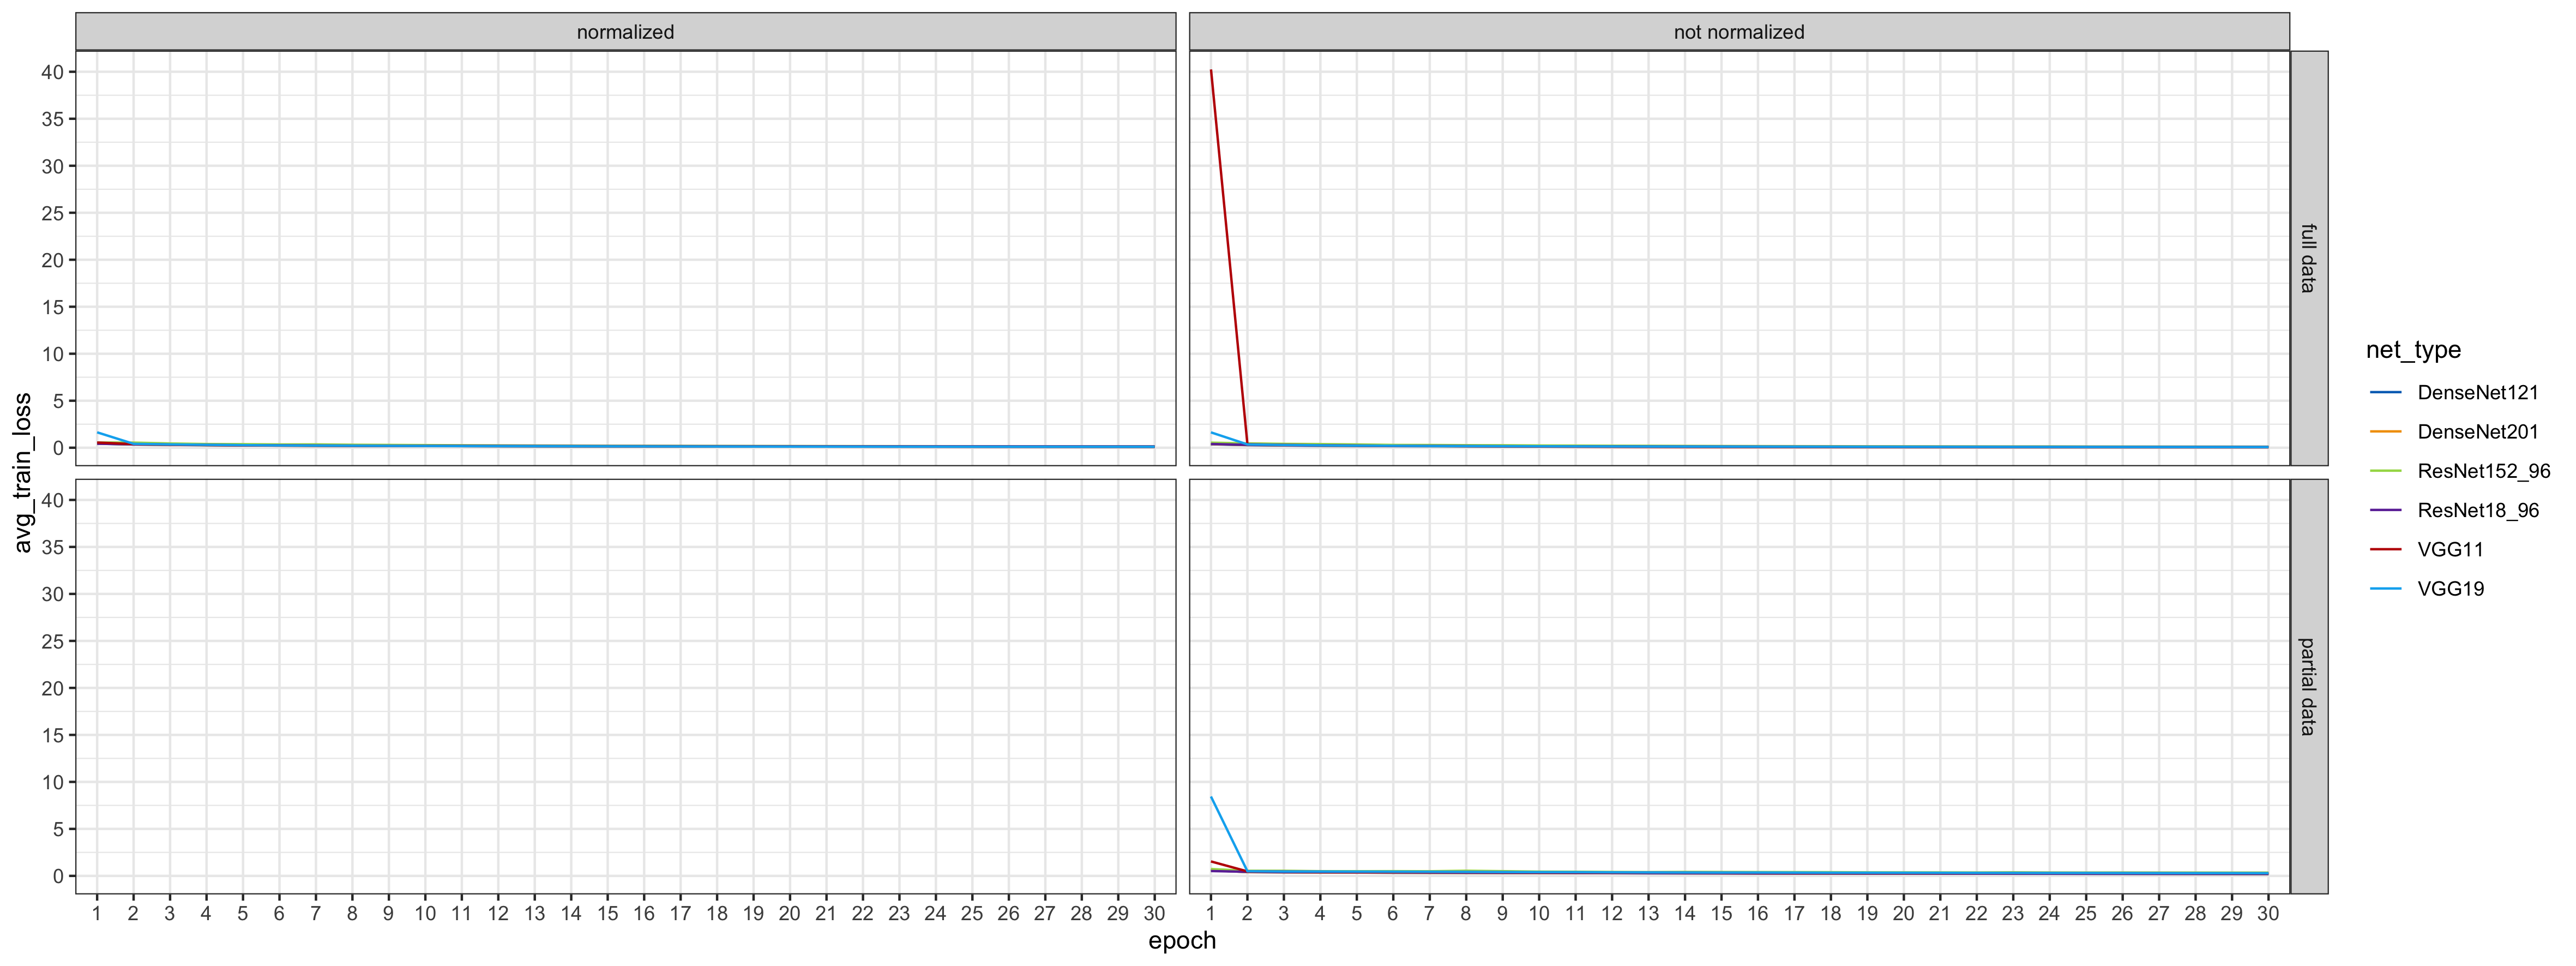 normalized
not normalized
40
35
30
25
20
15
10
5
0
full data
40
35
30
25
20
15
10
5
0
partial data
avg_train_loss
1 2 3 4 5 6 7 8 9 10 11 12 13 14 15 16 17 18 19 20 21 22 23 24 25 26 27 28 29 30
1 2 3 4 5 6 7 8 9 10 11 12 13 14 15 16 17 18 19 20 21 22 23 24 25 26 27 28 29 30
epoch
net_type
DenseNet121
DenseNet201
ResNet152_96
ResNet18_96
VGG11
VGG19